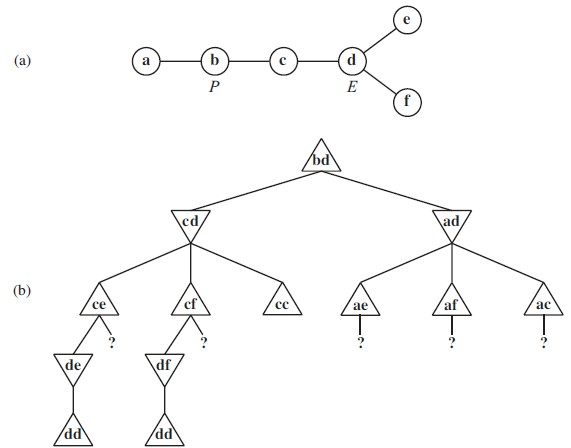 e
(a) a b c d
P E
f
bd
cd ad
(b) ce cf cc ae af ac
? ? ? ? ?
de df
dd dd